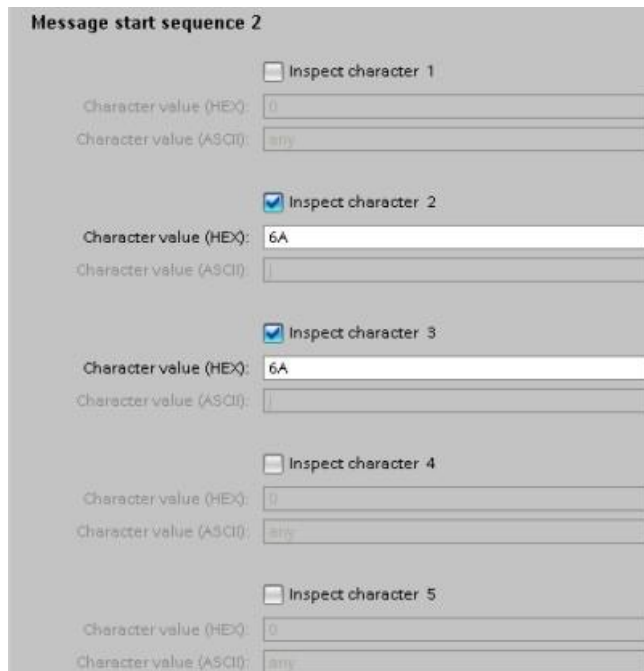 Message start sequence 2
Inspect character 1
Character value (HEX): 0
Character value (ASCII): any
Inspect character 2
Character value (HEX): 6A
Character value (ASCII): j
Inspect character 3
Character value (HEX): 6A
Character value (ASCII): j
Inspect character 4
Character value (HEX): 0
Character value (ASCII): any
Inspect character 5
Character value (HEX): 0
Character value (ASCII): any